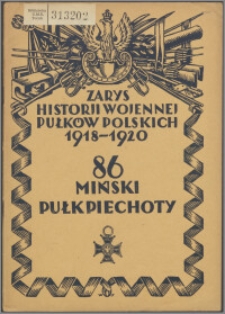 313202
ZARYS
HISTORJI WOJENNEJ
PUŁKÓW POLSKICH
1918-1920
86
MIŃSKI
PUŁK PIECHOTY